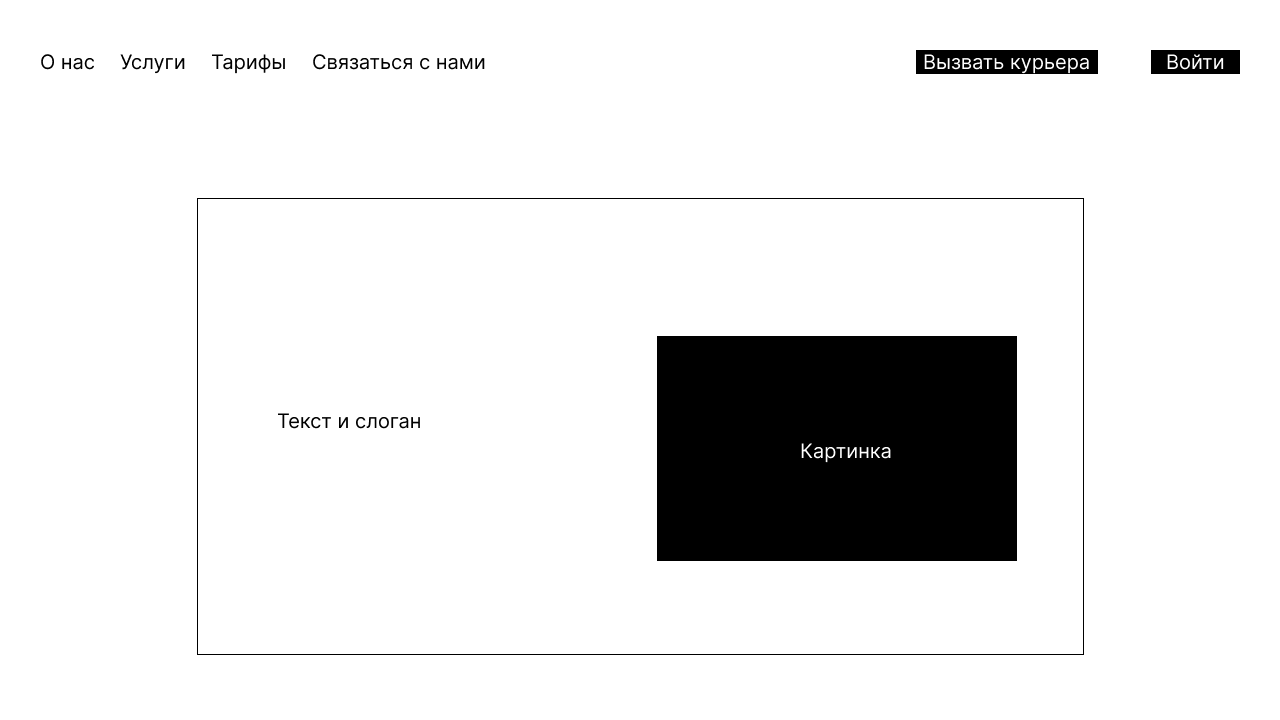 О нас Услуги Тарифы Связаться с нами Вызвать курьера Войти
Текст и слоган
Картинка